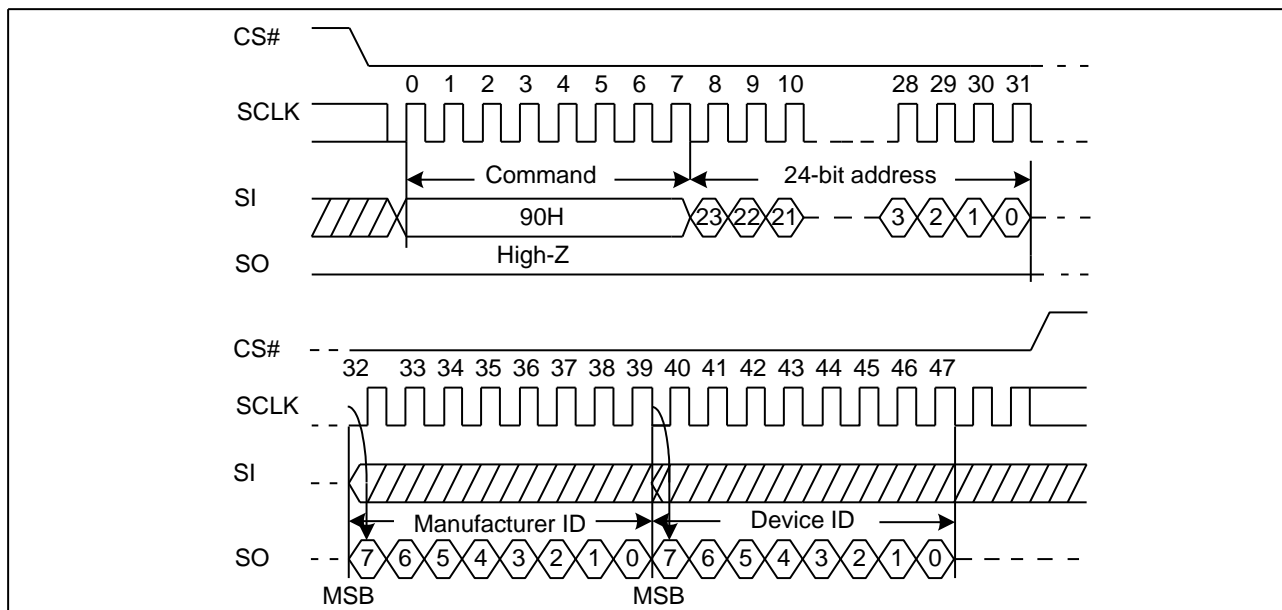 CS#
0 1 2 3 4 5 6 7 8 9 10 28 29 30 31
SCLK
Command 24-bit address
SI
90H 23 22 21 3 2 1 0
High-Z
SO
CS#
32 33 34 35 36 37 38 39 40 41 42 43 44 45 46 47
SCLK
SI
Manufacturer ID Device ID
SO 7 6 5 4 3 2 1 0 7 6 5 4 3 2 1 0
MSB MSB